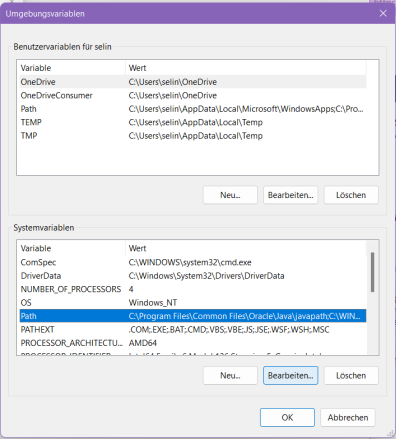 Umgebungsvariablen
Benutzervariablen für selin
Variable Wert
OneDrive C:\Users\selin\OneDrive
OneDriveConsumer C:\Users\selin\OneDrive
Path C:\Users\selin\AppData\Local\Microsoft\WindowsApps;C:\Pro...
TEMP C:\Users\selin\AppData\Local\Temp
TMP C:\Users\selin\AppData\Local\Temp
Neu... Bearbeiten... Löschen
Systemvariablen
Variable Wert
ComSpec C:\WINDOWS\system32\cmd.exe
DriverData C:\Windows\System32\Drivers\DriverData
NUMBER_OF_PROCESSORS 4
OS Windows_NT
Path C:\Program Files\Common Files\Oracle\Java\javapath;C:\WIN...
PATHEXT .COM;.EXE;.BAT;.CMD;.VBS;.VBE;.JS;.JSE;.WSF;.WSH;.MSC
PROCESSOR_ARCHITECTU... AMD64
PROCESSOR_IDENTIFIER
Neu... Bearbeiten... Löschen
OK Abbrechen